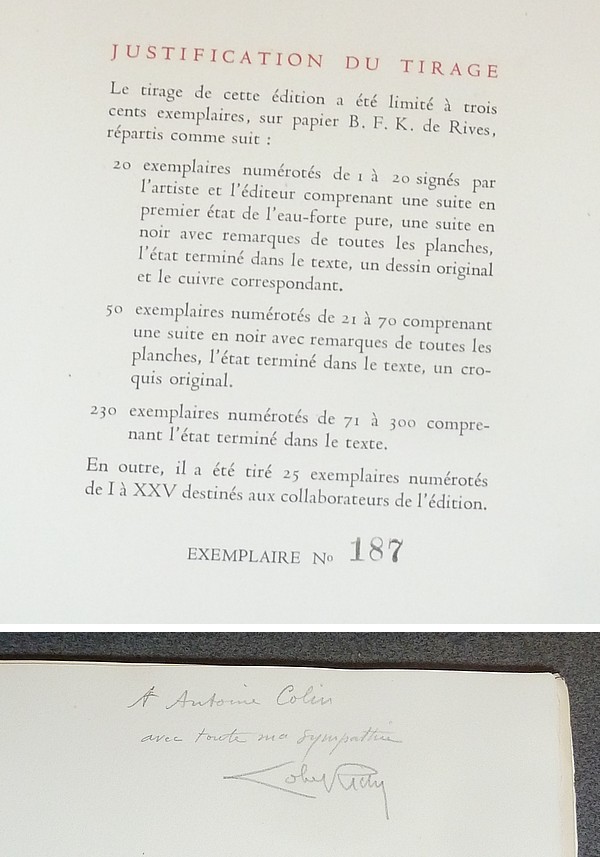 JUSTIFICATION DU TIRAGE
Le tirage de cette édition a été limité à trois
cents exemplaires, sur papier B. F. K. de Rives,
répartis comme suit :
20 exemplaires numérotés de 1 à 20 signés par
l'artiste et l'éditeur comprenant une suite en
premier état de l'eau-forte pure, une suite en
noir avec remarques de toutes les planches,
l'état terminé dans le texte, un dessin original
et le cuivre correspondant.
50 exemplaires numérotés de 21 à 70 comprenant
une suite en noir avec remarques de toutes les
planches, l'état terminé dans le texte, un cro-
quis original.
230 exemplaires numérotés de 71 à 300 compre-
nant l'état terminé dans le texte.
En outre, il a été tiré 25 exemplaires numérotés
de I à XXV destinés aux collaborateurs de l'édition.
EXEMPLAIRE No 187
A Antoine Colin
avec toute ma sympathie
Lobel Riche